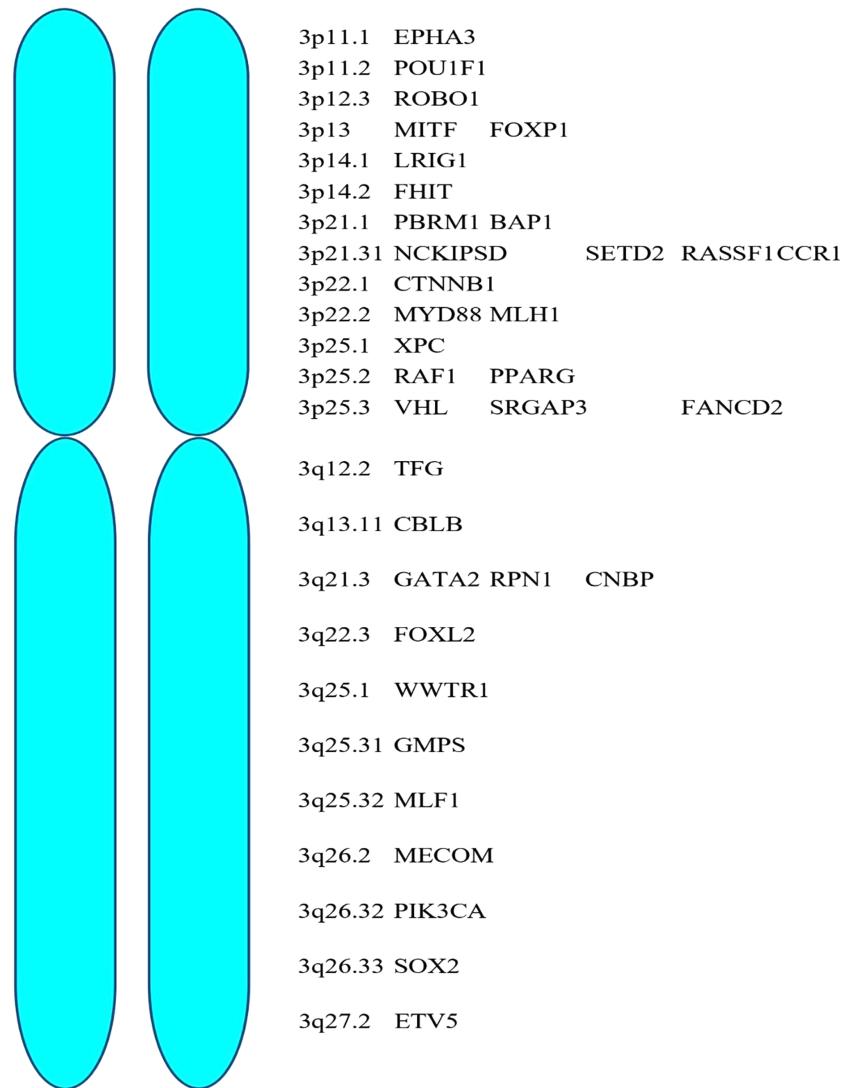 3p11.1 EPHA3
3p11.2 POU1F1
3p12.3 ROBO1
3p13 MITF FOXP1
3p14.1 LRIG1
3p14.2 FHIT
3p21.1 PBRM1 BAP1
3p21.31 NCKIPSD SETD2 RASSF1CCR1
3p22.1 CTNNB1
3p22.2 MYD88 MLH1
3p25.1 XPC
3p25.2 RAF1 PPARG
3p25.3 VHL SRGAP3 FANCD2
3q12.2 TFG
3q13.11 CBLB
3q21.3 GATA2 RPN1 CNBP
3q22.3 FOXL2
3q25.1 WWTR1
3q25.31 GMPS
3q25.32 MLF1
3q26.2 MECOM
3q26.32 PIK3CA
3q26.33 SOX2
3q27.2 ETV5